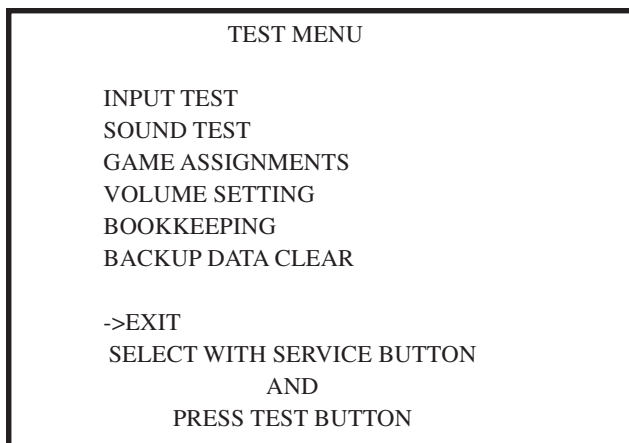 TEST MENU
INPUT TEST
SOUND TEST
GAME ASSIGNMENTS
VOLUME SETTING
BOOKKEEPING
BACKUP DATA CLEAR
->EXIT
SELECT WITH SERVICE BUTTON
AND
PRESS TEST BUTTON